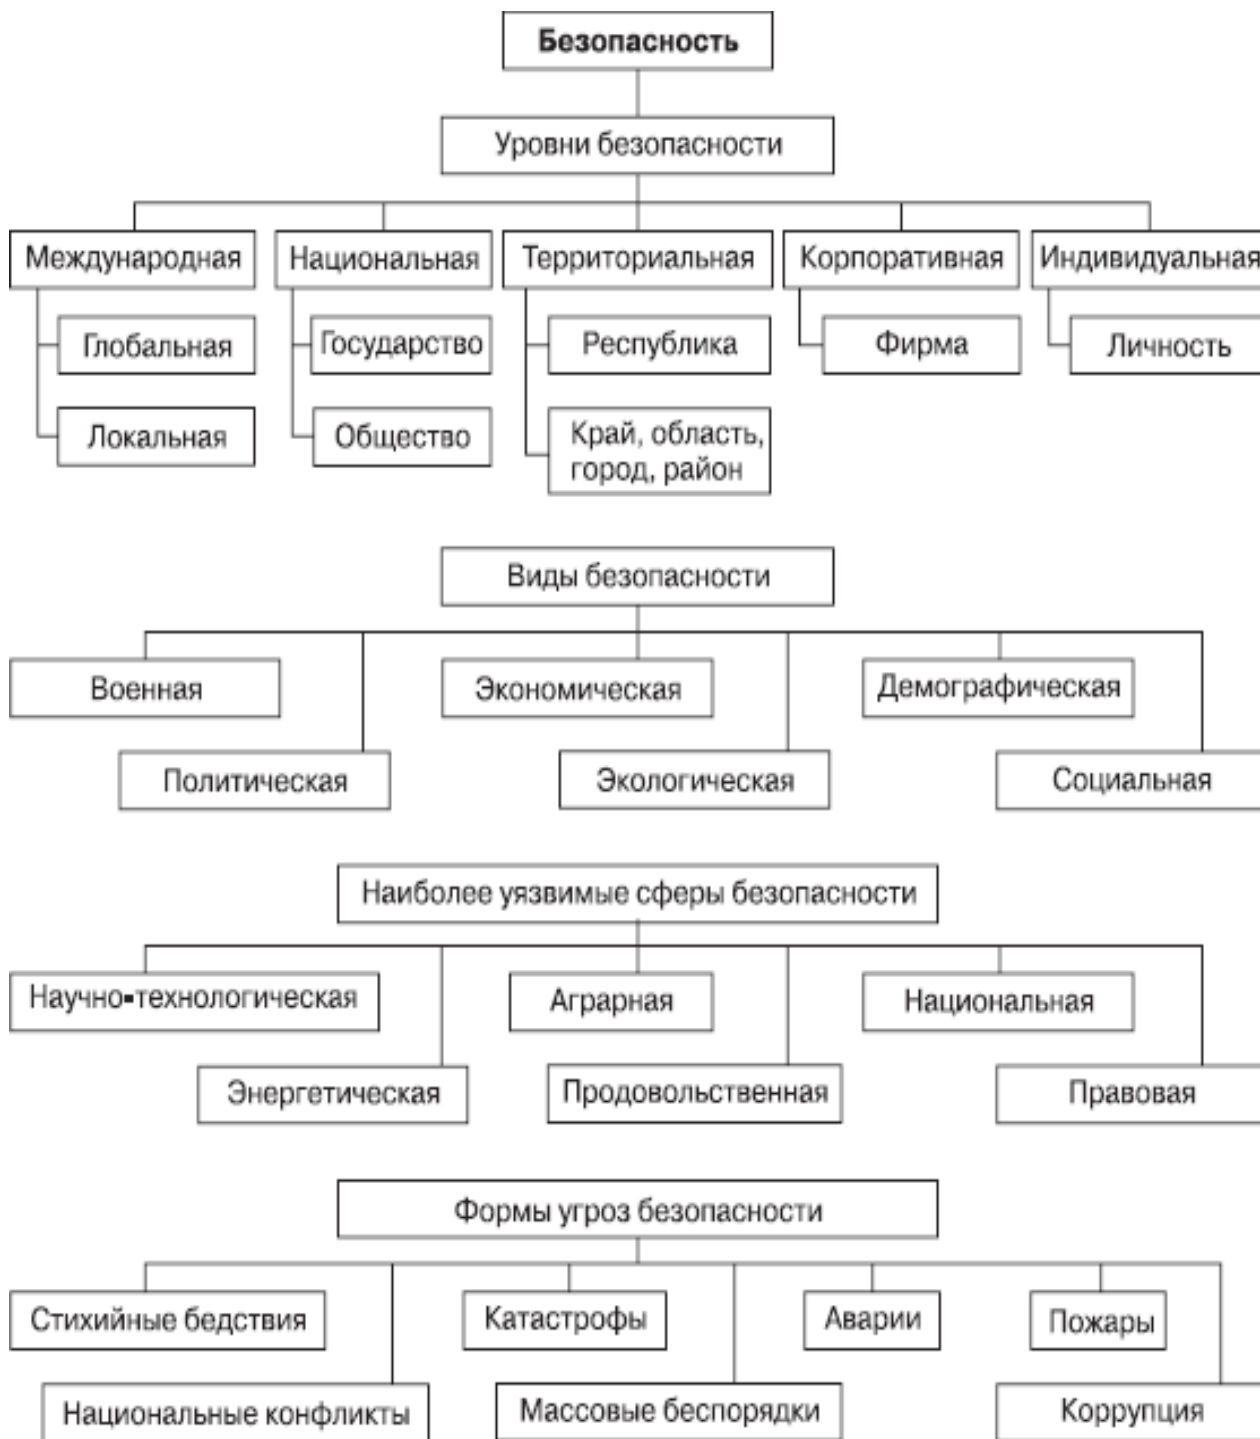 Безопасность
Уровни безопасности
Международная
Национальная
Территориальная
Корпоративная
Индивидуальная
Глобальная
Государство
Республика
Фирма
Личность
Локальная
Общество
Край, область,
город, район
Виды безопасности
Военная
Экономическая
Демографическая
Политическая
Экологическая
Социальная
Наиболее уязвимые сферы безопасности
Научно-технологическая
Аграрная
Национальная
Энергетическая
Продовольственная
Правовая
Формы угроз безопасности
Стихийные бедствия
Катастрофы
Аварии
Пожары
Национальные конфликты
Массовые беспорядки
Коррупция